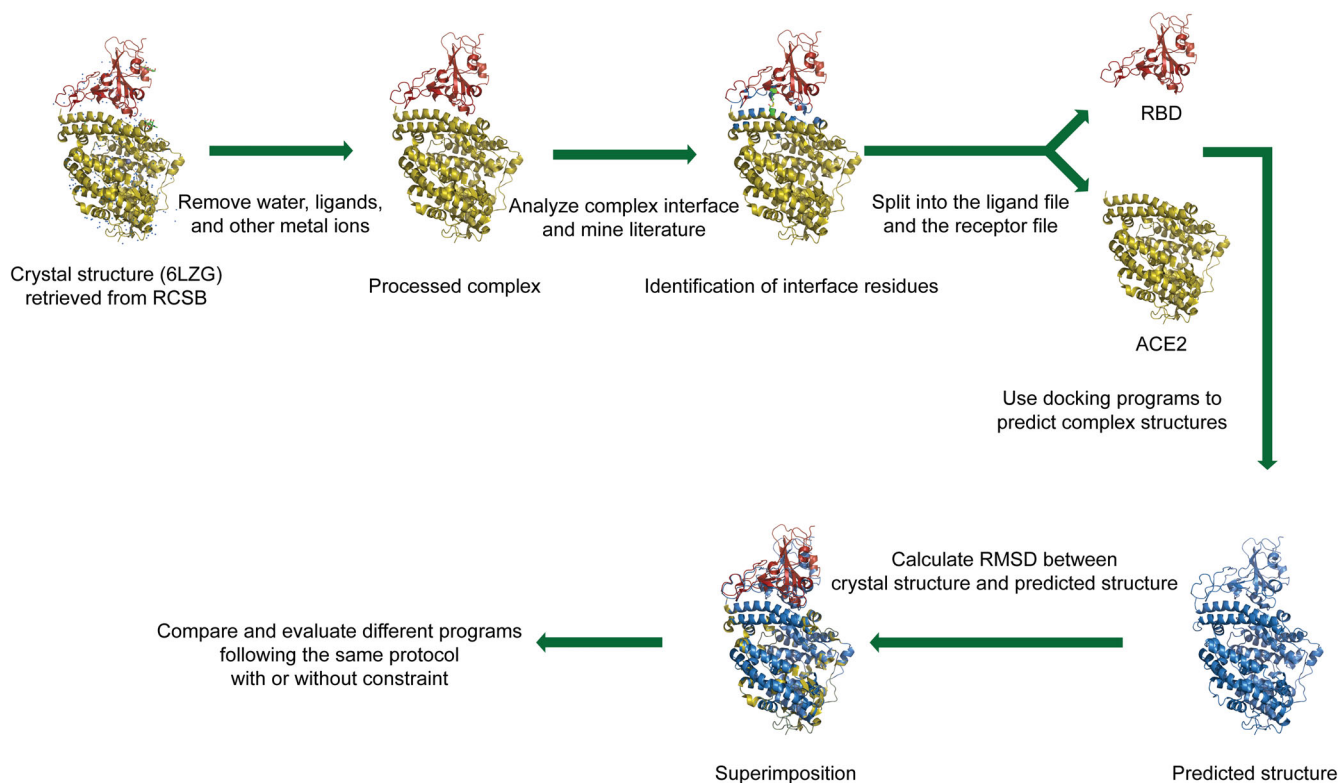 Remove water, ligands,
and other metal ions
Crystal structure (6LZG)
retrieved from RCSB
Analyze complex interface
and mine literature
Processed complex
Split into the ligand file
and the receptor file
Identification of interface residues
RBD
ACE2
Use docking programs to
predict complex structures
Calculate RMSD between
crystal structure and predicted structure
Predicted structure
Superimposition
Compare and evaluate different programs
following the same protocol
with or without constraint